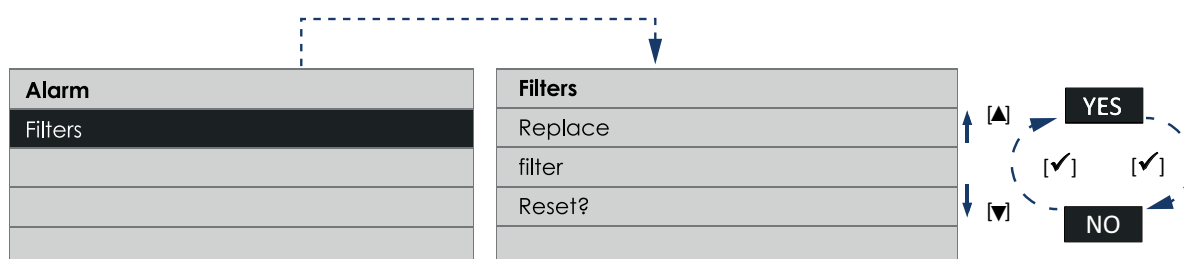 Alarm
Filters
Filters
Replace
filter
Reset?
[▲]
[▼]
YES
[✔] [✔]
NO